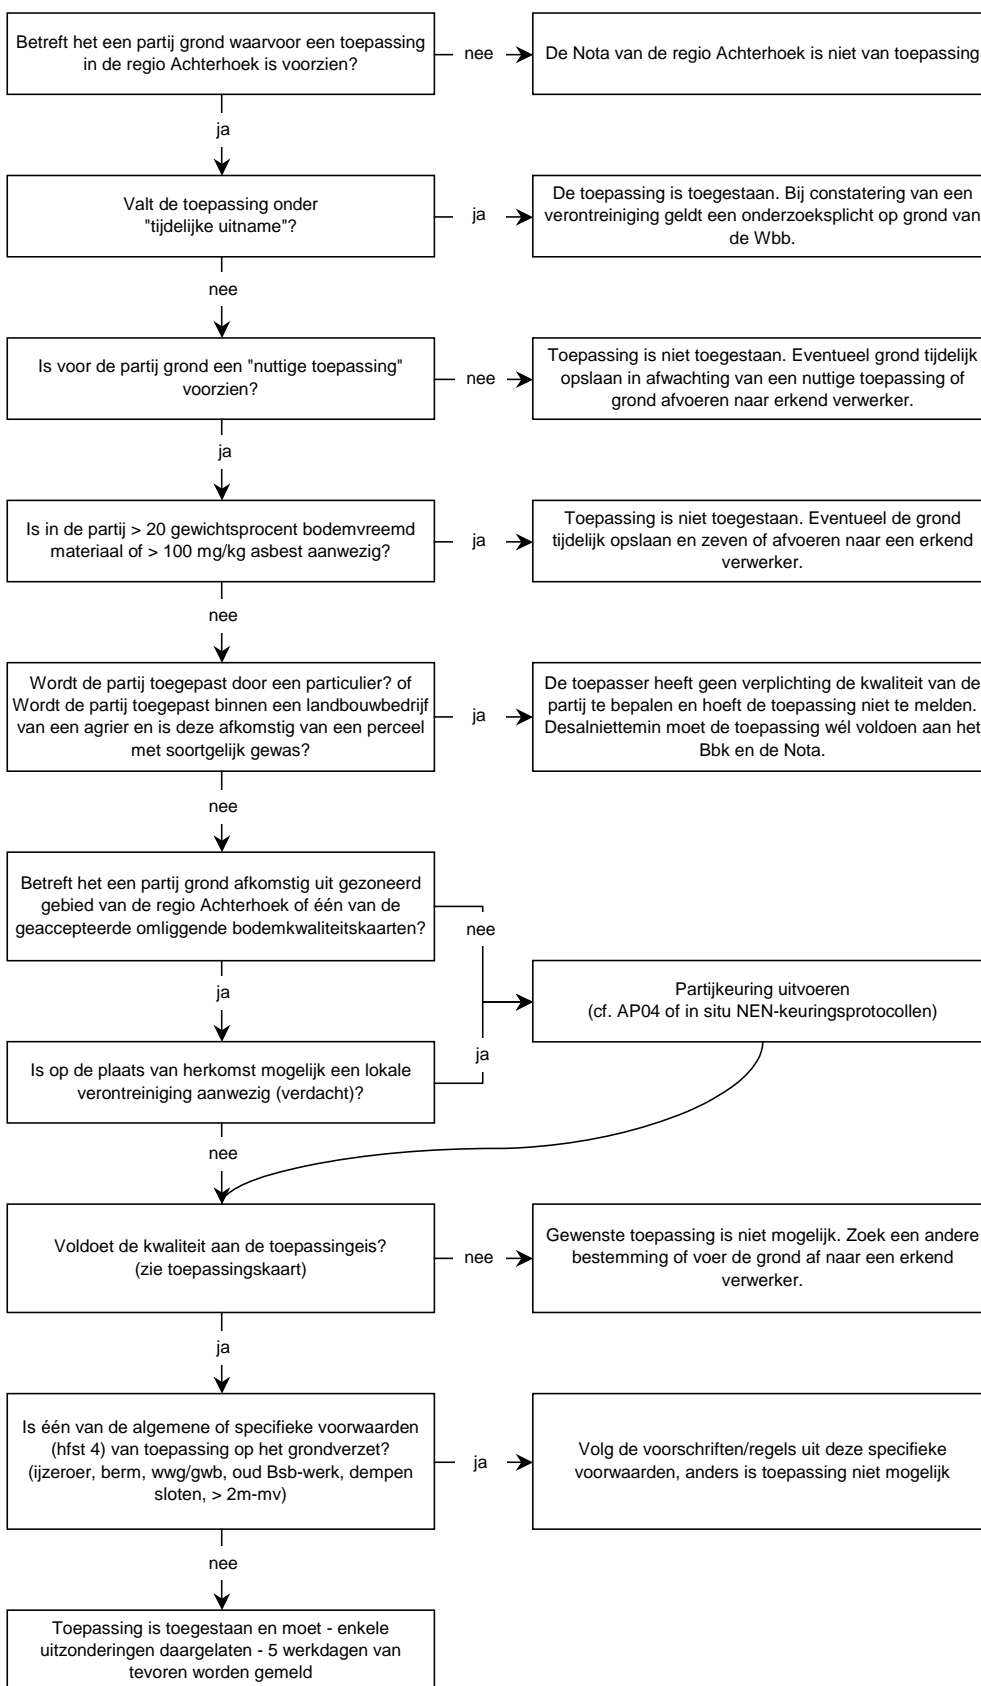 Betreft het een partij grond waarvoor een toepassing
in de regio Achterhoek is voorzien?
nee
De Nota van de regio Achterhoek is niet van toepassing
ja
Valt de toepassing onder
"tijdelijke uitname"?
ja
De toepassing is toegestaan. Bij constatering van een
verontreiniging geldt een onderzoeksplicht op grond van
de Wbb.
nee
Is voor de partij grond een "nuttige toepassing"
voorzien?
nee
Toepassing is niet toegestaan. Eventueel grond tijdelijk
opslaan in afwachting van een nuttige toepassing of
grond afvoeren naar erkend verwerker.
ja
Is in de partij > 20 gewichtsprocent bodemvreemd
materiaal of > 100 mg/kg asbest aanwezig?
ja
Toepassing is niet toegestaan. Eventueel de grond
tijdelijk opslaan en zeven of afvoeren naar een erkend
verwerker.
nee
Wordt de partij toegepast door een particulier? of
Wordt de partij toegepast binnen een landbouwbedrijf
van een agrier en is deze afkomstig van een perceel
met soortgelijk gewas?
ja
De toepasser heeft geen verplichting de kwaliteit van de
partij te bepalen en hoeft de toepassing niet te melden.
Desalniettemin moet de toepassing wél voldoen aan het
Bbk en de Nota.
nee
Betreft het een partij grond afkomstig uit gezoneerd
gebied van de regio Achterhoek of één van de
geaccepteerde omliggende bodemkwaliteitskaarten?
nee
ja
Partijkeuring uitvoeren
(cf. AP04 of in situ NEN-keuringsprotocollen)
Is op de plaats van herkomst mogelijk een lokale
verontreiniging aanwezig (verdacht)?
ja
nee
Voldoet de kwaliteit aan de toepassingeis?
(zie toepassingskaart)
nee
Gewenste toepassing is niet mogelijk. Zoek een andere
bestemming of voer de grond af naar een erkend
verwerker.
ja
Is één van de algemene of specifieke voorwaarden
(hfst 4) van toepassing op het grondverzet?
(ijzeroer, berm, wwg/gwb, oud Bsb-werk, dempen
sloten, > 2m-mv)
ja
Volg de voorschriften/regels uit deze specifieke
voorwaarden, anders is toepassing niet mogelijk
nee
Toepassing is toegestaan en moet - enkele
uitzonderingen daargelaten - 5 werkdagen van
tevoren worden gemeld